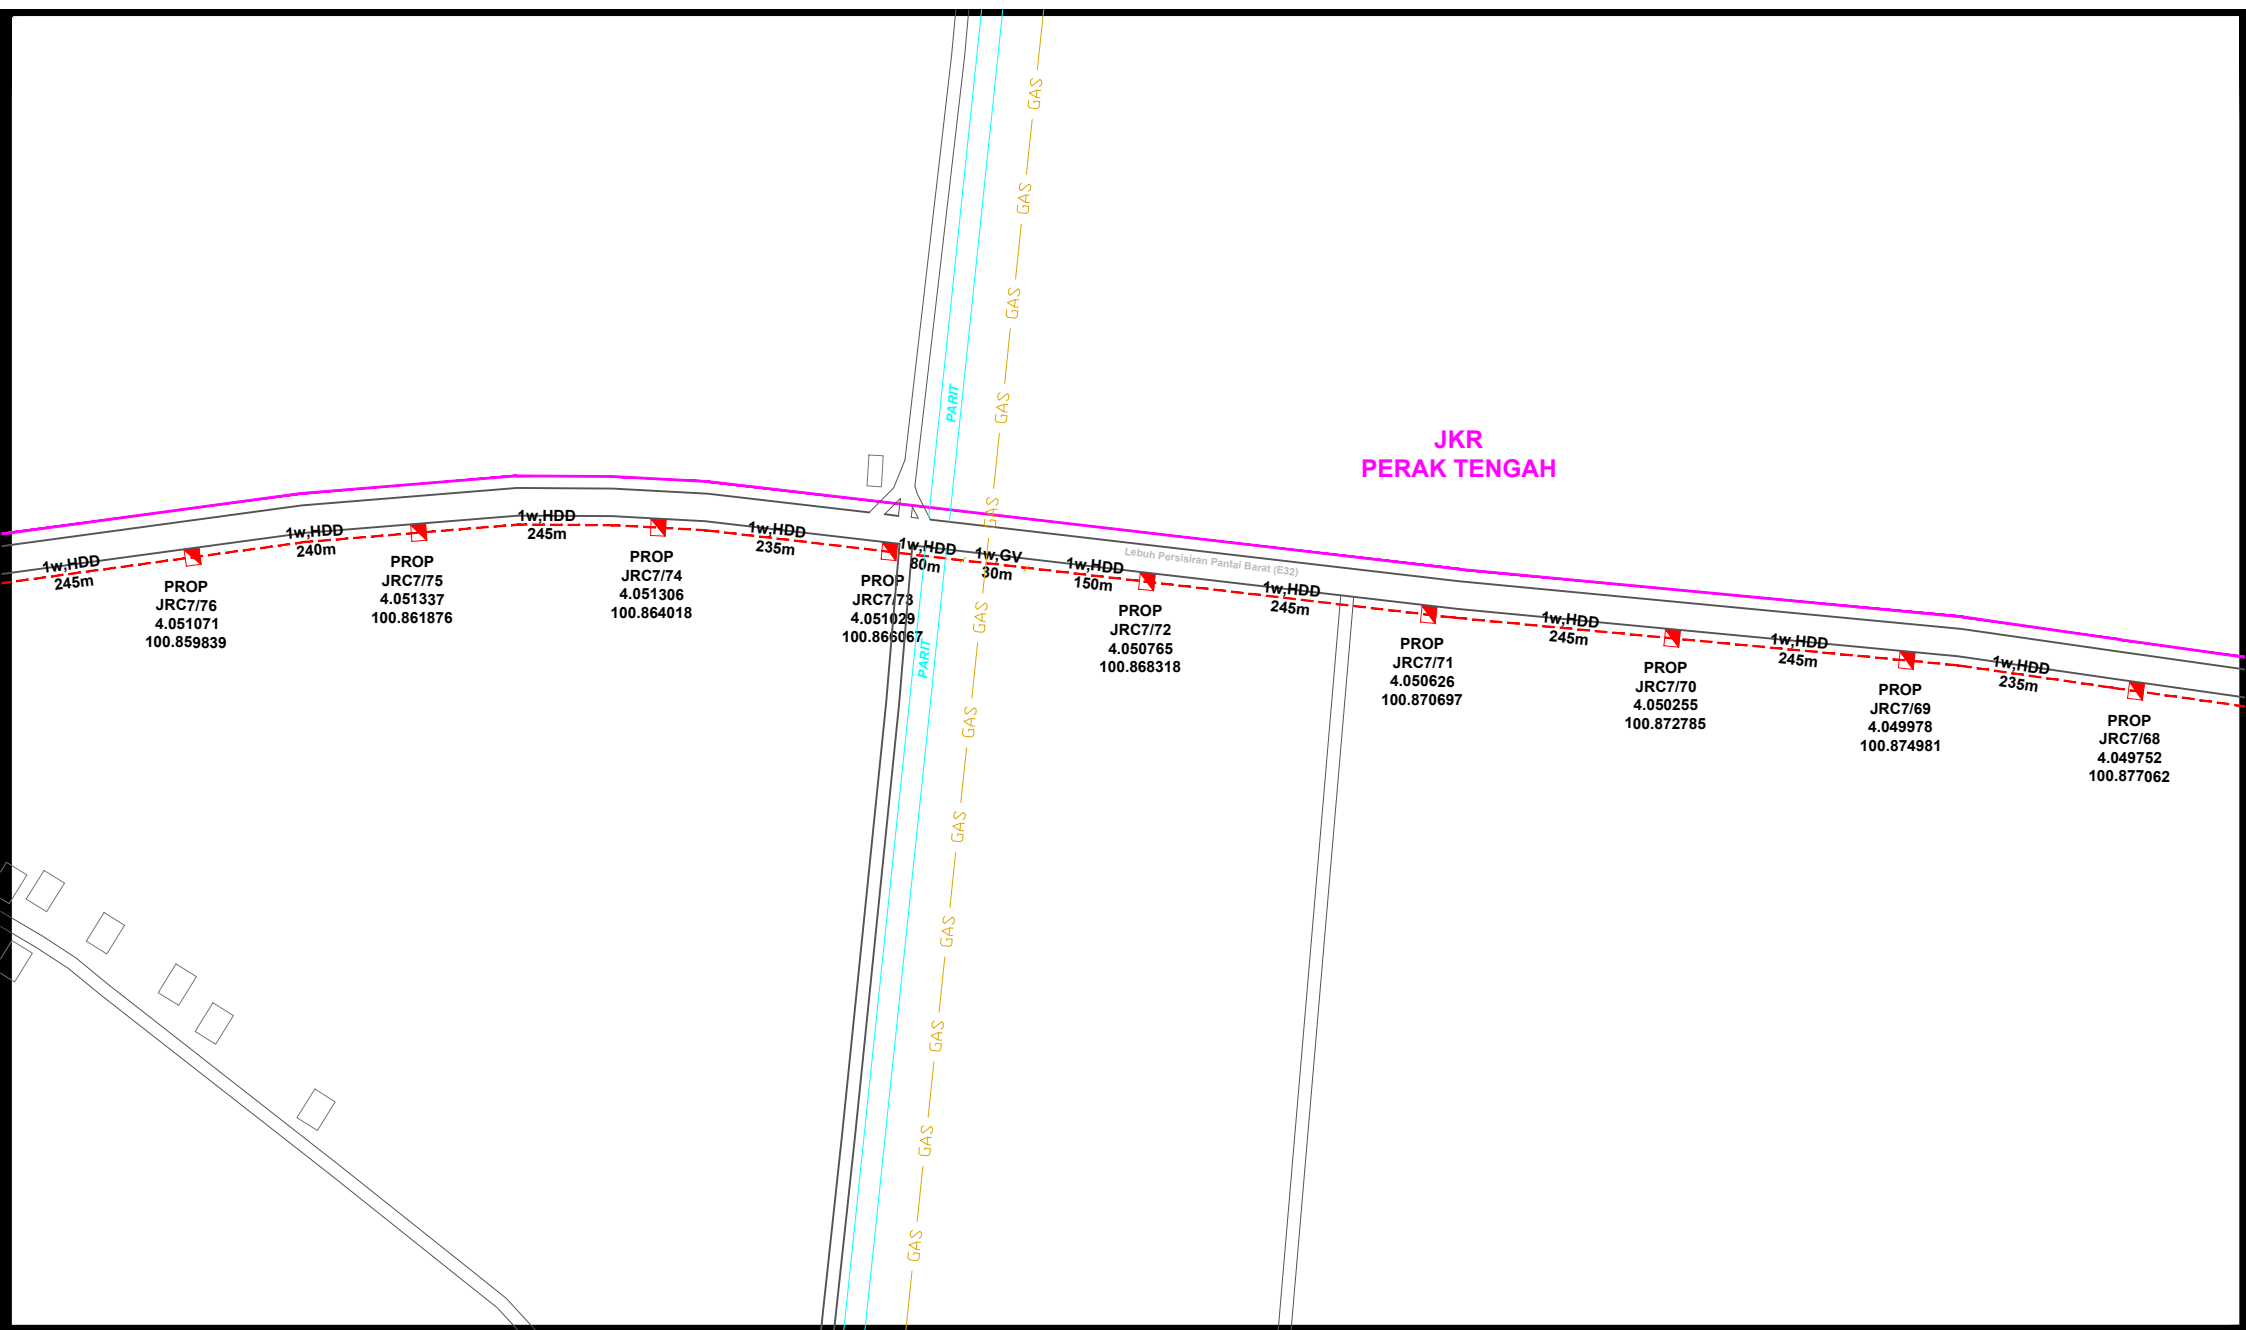 GAS
GAS
GAS
GAS
GAS
PARIT
JKR
PERAK TENGAH
Lebuh Persisiran Pantai Barat (E32)
1w,HDD
245m
PROP
JRC7/76
4.051071
100.859839
1w,HDD
240m
PROP
JRC7/75
4.051337
100.861876
1w,HDD
245m
PROP
JRC7/74
4.051306
100.864018
1w,HDD
235m
PROP
JRC7/73
4.051029
100.866067
1w,HDD
80m
1w,GV
30m
1w,HDD
150m
PROP
JRC7/72
4.050765
100.868318
1w,HDD
245m
PROP
JRC7/71
4.050626
100.870697
1w,HDD
245m
PROP
JRC7/70
4.050255
100.872785
1w,HDD
245m
PROP
JRC7/69
4.049978
100.874981
1w,HDD
235m
PROP
JRC7/68
4.049752
100.877062
PARIT
GAS
GAS
GAS
GAS
GAS
GAS
GAS